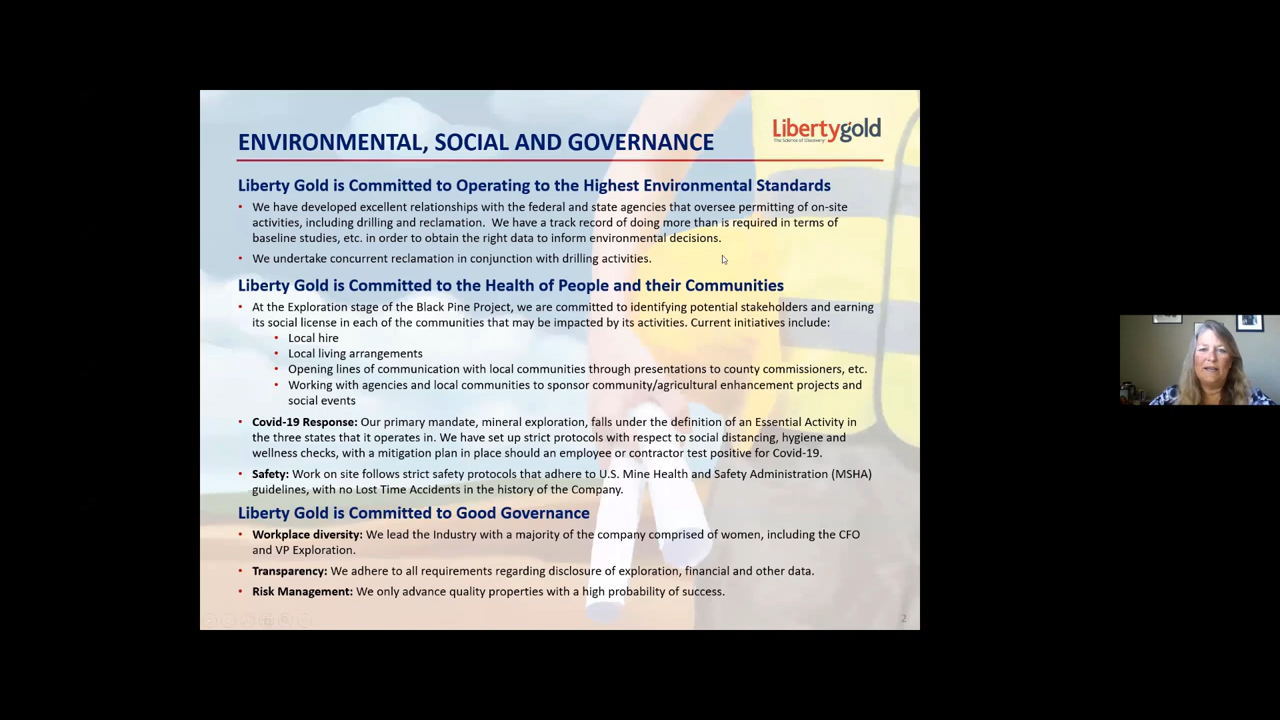 Libertygold
The Science of Discovery
ENVIRONMENTAL, SOCIAL AND GOVERNANCE
Liberty Gold is Committed to Operating to the Highest Environmental Standards
• We have developed excellent relationships with the federal and state agencies that oversee permitting of on-site
activities, including drilling and reclamation.  We have a track record of doing more than is required in terms of
baseline studies, etc. in order to obtain the right data to inform environmental decisions.
• We undertake concurrent reclamation in conjunction with drilling activities.
Liberty Gold is Committed to the Health of People and their Communities
• At the Exploration stage of the Black Pine Project, we are committed to identifying potential stakeholders and earning
its social license in each of the communities that may be impacted by its activities. Current initiatives include:
• Local hire
• Local living arrangements
• Opening lines of communication with local communities through presentations to county commissioners, etc.
• Working with agencies and local communities to sponsor community/agricultural enhancement projects and
social events
• Covid-19 Response: Our primary mandate, mineral exploration, falls under the definition of an Essential Activity in
the three states that it operates in. We have set up strict protocols with respect to social distancing, hygiene and
wellness checks, with a mitigation plan in place should an employee or contractor test positive for Covid-19.
• Safety: Work on site follows strict safety protocols that adhere to U.S. Mine Health and Safety Administration (MSHA)
guidelines, with no Lost Time Accidents in the history of the Company.
Liberty Gold is Committed to Good Governance
• Workplace diversity: We lead the Industry with a majority of the company comprised of women, including the CFO
and VP Exploration.
• Transparency: We adhere to all requirements regarding disclosure of exploration, financial and other data.
• Risk Management: We only advance quality properties with a high probability of success.
2